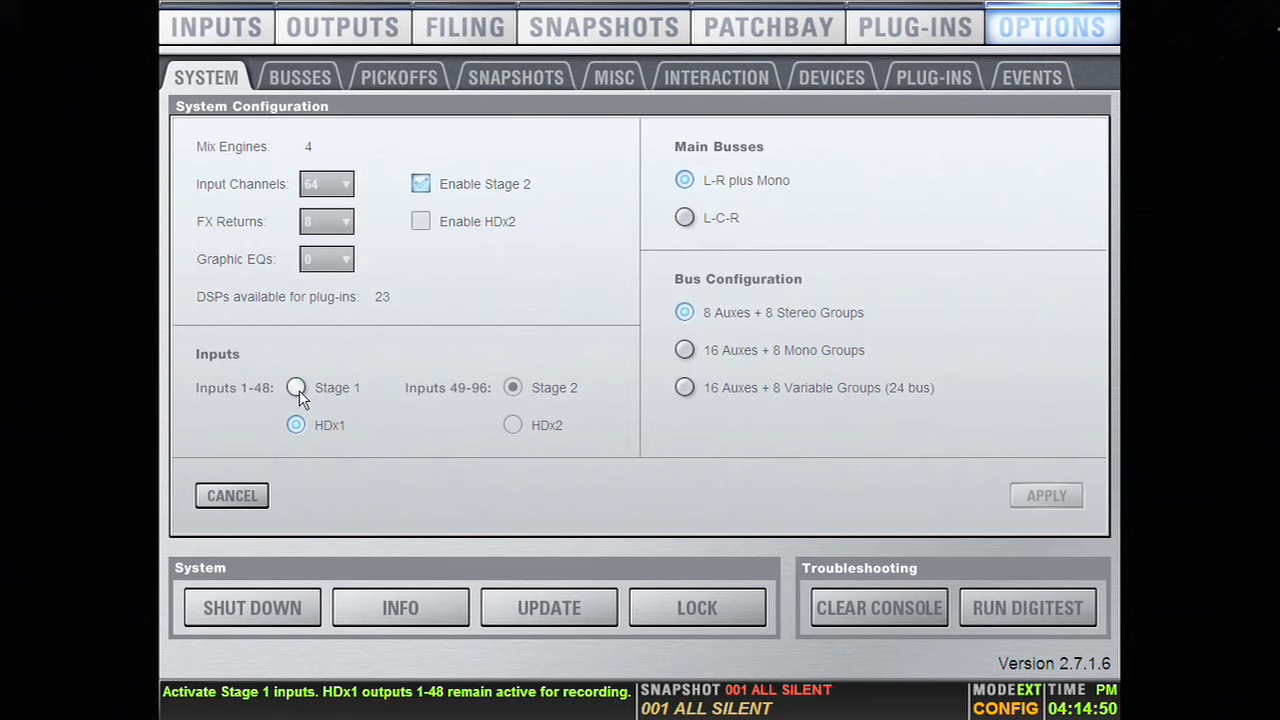 INPUTS OUTPUTS FILING SNAPSHOTS PATCHBAY PLUG-INS OPTIONS
SYSTEM BUSSES PICKOFFS SNAPSHOTS MISC INTERACTION DEVICES PLUG-INS EVENTS
System Configuration
Mix Engines: 4
Input Channels: 64 Enable Stage 2
FX Returns: 8 Enable HDx2
Graphic EQs: 0
DSPs available for plug-ins: 23
Main Busses
L-R plus Mono
L-C-R
Bus Configuration
8 Auxes + 8 Stereo Groups
16 Auxes + 8 Mono Groups
16 Auxes + 8 Variable Groups (24 bus)
Inputs
Inputs 1-48: Stage 1 Inputs 49-96: Stage 2
HDx1 HDx2
CANCEL APPLY
System
SHUT DOWN INFO UPDATE LOCK
Troubleshooting
CLEAR CONSOLE RUN DIGITEST
Version 2.7.1.6
Activate Stage 1 inputs. HDx1 outputs 1-48 remain active for recording.
SNAPSHOT 001 ALL SILENT
001 ALL SILENT
MODE EXT
CONFIG
TIME PM
04:14:50